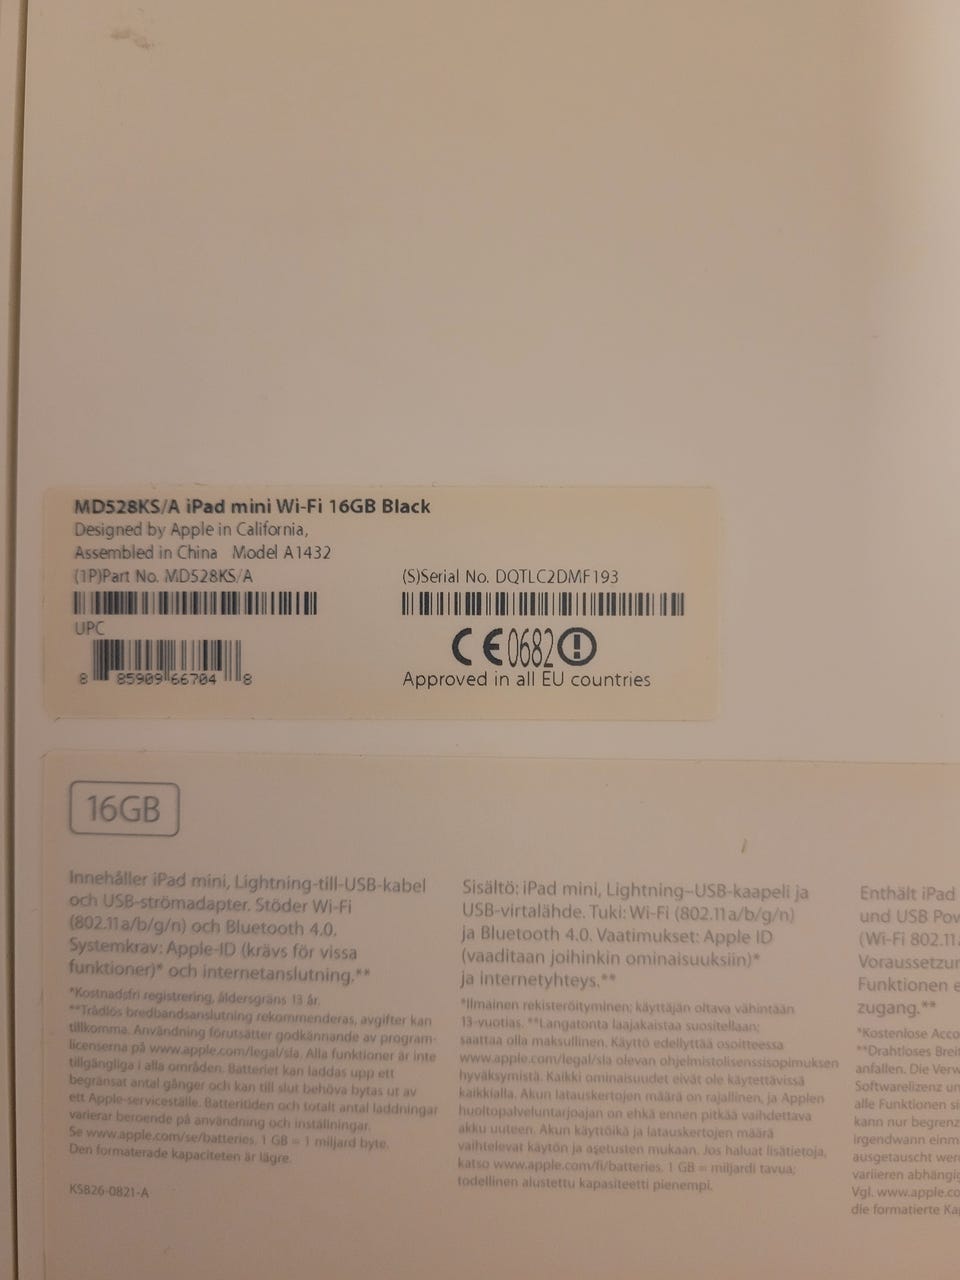 MD528KS/A iPad mini Wi-Fi 16GB Black
Designed by Apple in California,
Assembled in China Model A1432
(1P)Part No. MD528KS/A
(S)Serial No. DQTLC2DMF193
UPC
8 85909 66704 8
CE0682
Approved in all EU countries
16GB
Innehåller iPad mini, Lightning-till-USB-kabel
och USB-strömadapter. Stöder Wi-Fi
(802.11a/b/g/n) och Bluetooth 4.0.
Systemkrav: Apple-ID (krävs för vissa
funktioner)* och internetanslutning.**
*Kostnadsfri registrering, åldersgräns 13 år.
**Trådlös bredbandsanslutning rekommenderas, avgifter kan
tillkomma. Användning förutsätter godkännande av program-
licenserna på www.apple.com/legal/sla. Alla funktioner är inte
tillgängliga i alla områden. Batteriet kan laddas upp ett
begränsat antal gånger och kan till slut behöva bytas ut av
ett Apple-serviceställe. Batteritiden och totalt antal laddningar
varierar beroende på användning och inställningar.
Se www.apple.com/se/batteries. 1 GB = 1 miljard byte.
Den formaterade kapaciteten är lägre.
KS826-0821-A
Sisältö: iPad mini, Lightning–USB-kaapeli ja
USB-virtalähde. Tuki: Wi-Fi (802.11a/b/g/n)
ja Bluetooth 4.0. Vaatimukset: Apple ID
(vaaditaan joihinkin ominaisuuksiin)*
ja internetyhteys.**
*Ilmainen rekisteröityminen; käyttäjän oltava vähintään
13-vuotias. **Langatonta laajakaistaa suositellaan;
saattaa olla maksullinen. Käyttö edellyttää osoitteessa
www.apple.com/legal/sla olevan ohjelmistolisenssisopimuksen
hyväksymistä. Kaikki ominaisuudet eivät ole käytettävissä
kaikkialla. Akun latauskertojen määrä on rajallinen, ja Applen
huoltopalveluntarjoajan on ehkä ennen pitkää vaihdettava
akku uuteen. Akun käyttöikä ja latauskertojen määrä
vaihtelevat käytön ja asetusten mukaan. Jos haluat lisätietoja,
katso www.apple.com/fi/batteries. 1 GB = miljardi tavua;
todellinen alustettu kapasiteetti pienempi.
Enthält iPad
und USB Pow
(Wi-Fi 802.11a
Voraussetzun
Funktionen e
zugang.**
*Kostenlose Acco
**Drahtloses Breit
anfallen. Die Verw
Softwarelizenz un
alle Funktionen si
kann nur begrenz
irgendwann einm
ausgetauscht werd
variieren abhängig
Vgl. www.apple.co
die formatierte Kap